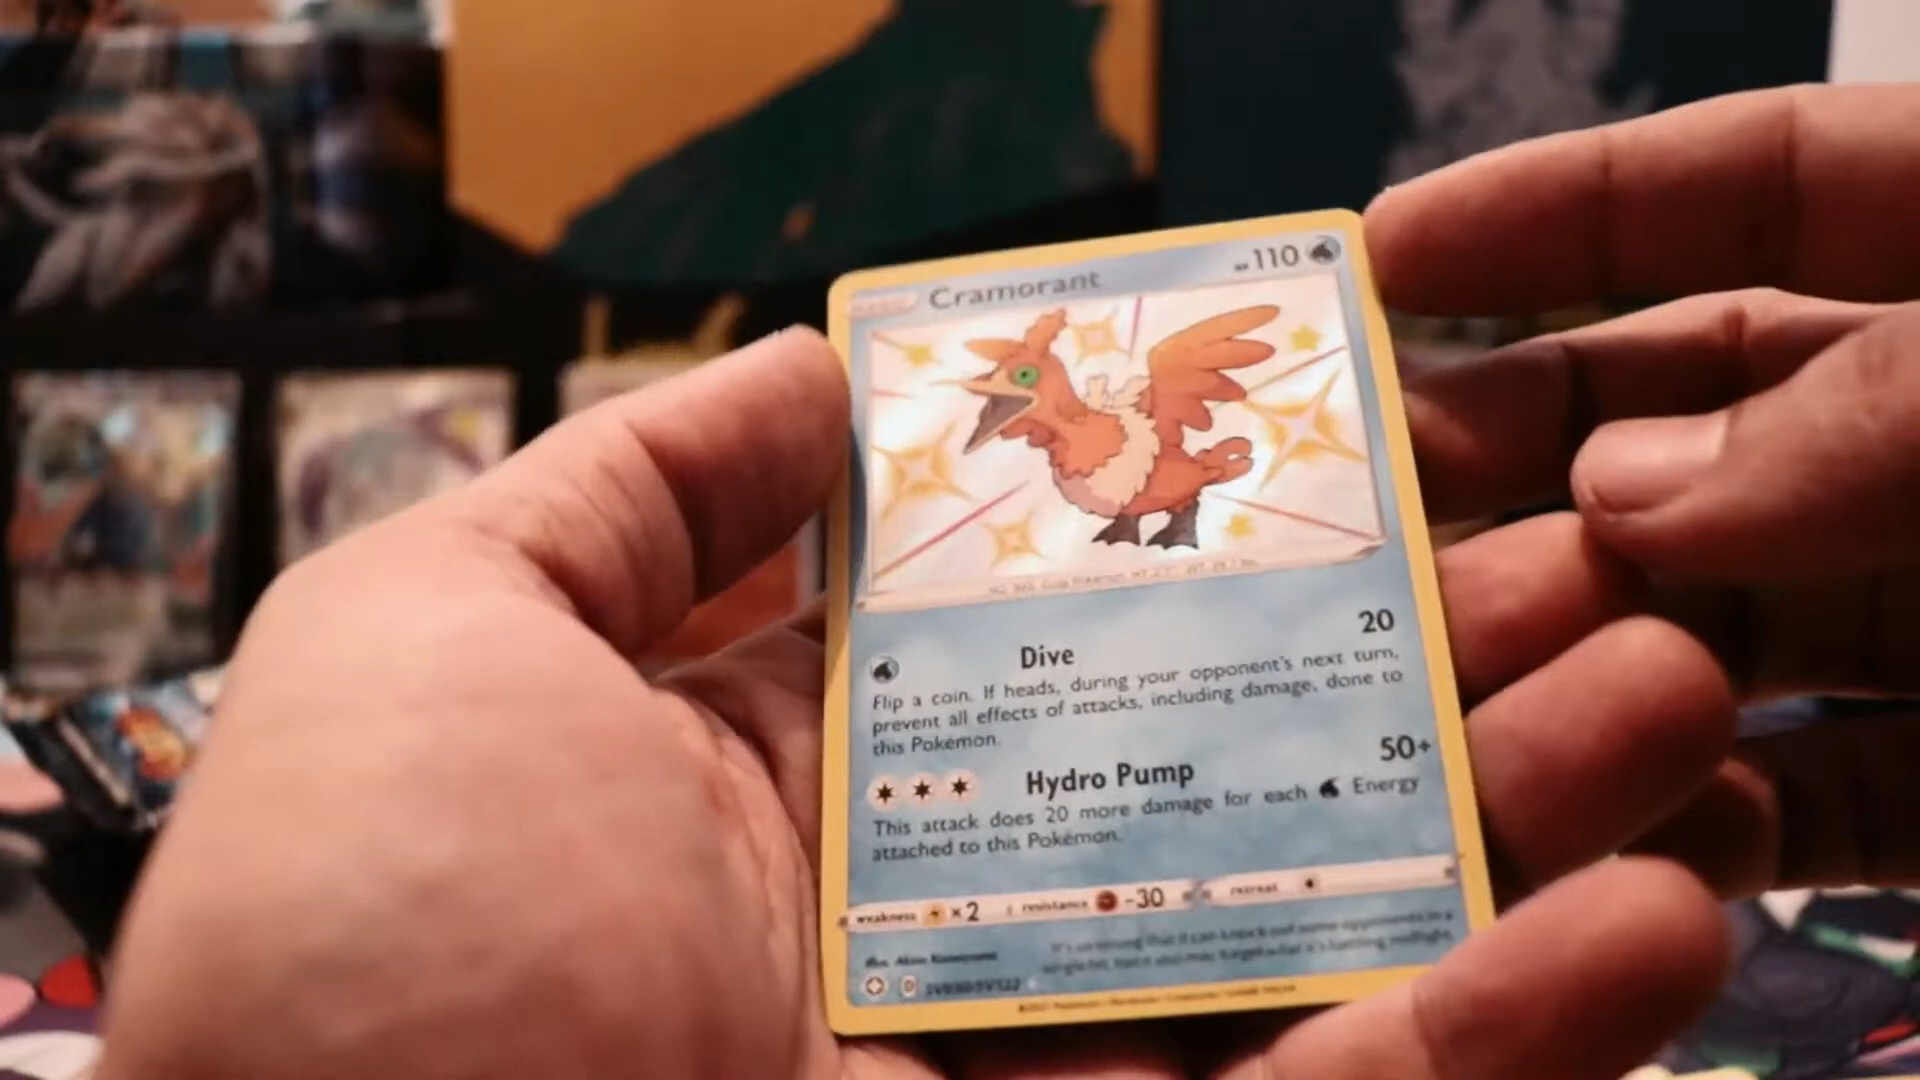 Cramorant
110
Dive
20
Flip a coin. If heads, during your opponent's next turn,
prevent all effects of attacks, including damage, done to
this Pokémon.
Hydro Pump
50+
This attack does 20 more damage for each Energy
attached to this Pokémon.
weakness ×2 resistance -30 retreat